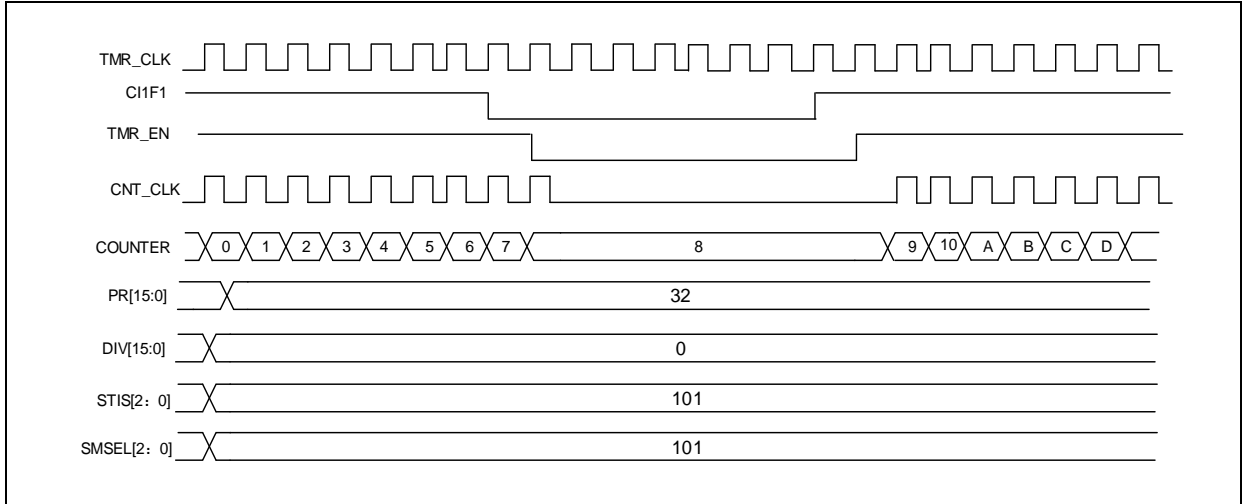 TMR_CLK
CI1F1
TMR_EN
CNT_CLK
COUNTER 0 1 2 3 4 5 6 7 8 9 10 A B C D
PR[15:0] 32
DIV[15:0] 0
STIS[2：0] 101
SMSEL[2：0] 101